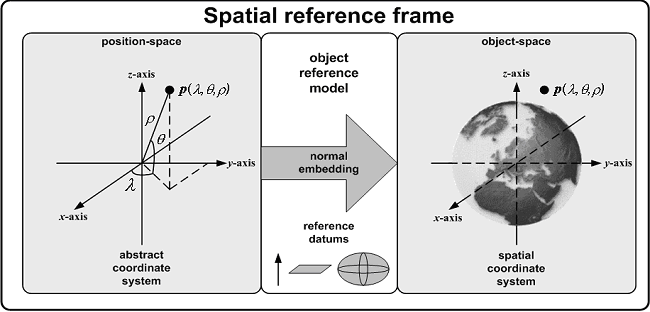 Spatial reference frame
position-space
z-axis
p(λ, θ, ρ)
ρ
θ
y-axis
λ
x-axis
abstract
coordinate
system
object
reference
model
normal
embedding
reference
datums
object-space
z-axis
p(λ, θ, ρ)
y-axis
x-axis
spatial
coordinate
system